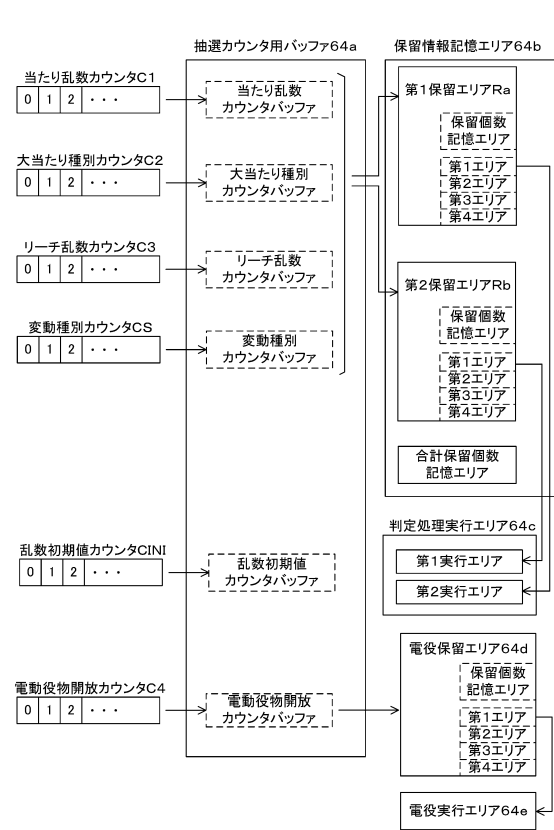 抽選カウンタ用バッファ64a
保留情報記憶エリア64b
当たり乱数カウンタC1
0 1 2 ・・・
当たり乱数
カウンタバッファ
大当たり種別カウンタC2
0 1 2 ・・・
大当たり種別
カウンタバッファ
リーチ乱数カウンタC3
0 1 2 ・・・
リーチ乱数
カウンタバッファ
変動種別カウンタCS
0 1 2 ・・・
変動種別
カウンタバッファ
第1保留エリアRa
保留個数
記憶エリア
第1エリア
第2エリア
第3エリア
第4エリア
第2保留エリアRb
保留個数
記憶エリア
第1エリア
第2エリア
第3エリア
第4エリア
合計保留個数
記憶エリア
判定処理実行エリア64c
第1実行エリア
第2実行エリア
乱数初期値カウンタCINI
0 1 2 ・・・
乱数初期値
カウンタバッファ
電動役物開放カウンタC4
0 1 2 ・・・
電動役物開放
カウンタバッファ
電役保留エリア64d
保留個数
記憶エリア
第1エリア
第2エリア
第3エリア
第4エリア
電役実行エリア64e